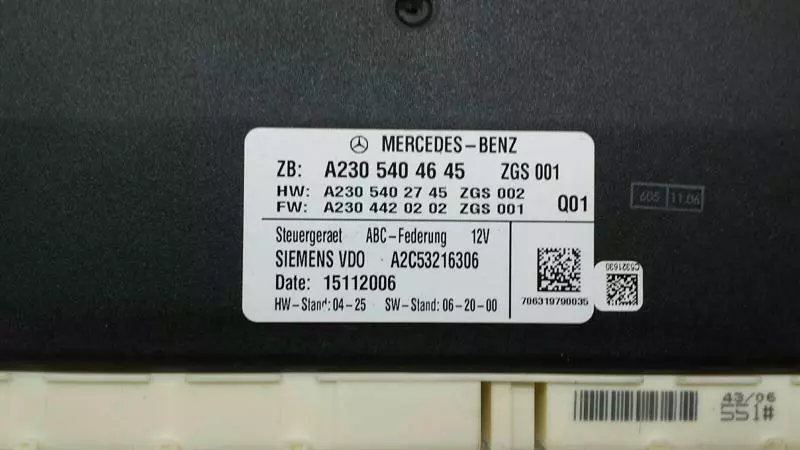 MERCEDES-BENZ
ZB: A230 540 46 45 ZGS 001
HW: A230 540 27 45 ZGS 002
FW: A230 442 02 02 ZGS 001 Q01
Steuergeraet ABC-Federung 12V
SIEMENS VDO A2C53216306
Date: 15112006
HW-Stand: 04-25 SW-Stand: 06-20-00
706319790035
C5321630
605 11.06
43/06
551#